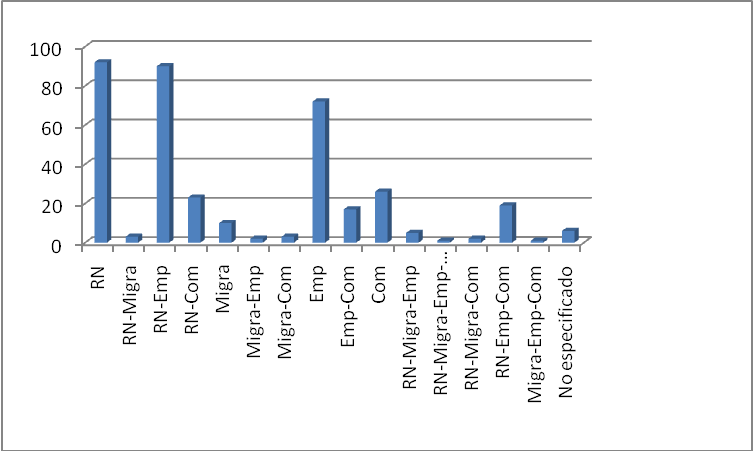 100
80
60
40
20
0
RN
RN-Migra
RN-Emp
RN-Com
Migra
Migra-Emp
Migra-Com
Emp
Emp-Com
Com
RN-Migra-Emp
RN-Migra-Emp-...
RN-Migra-Com
RN-Emp-Com
Migra-Emp-Com
No especificado